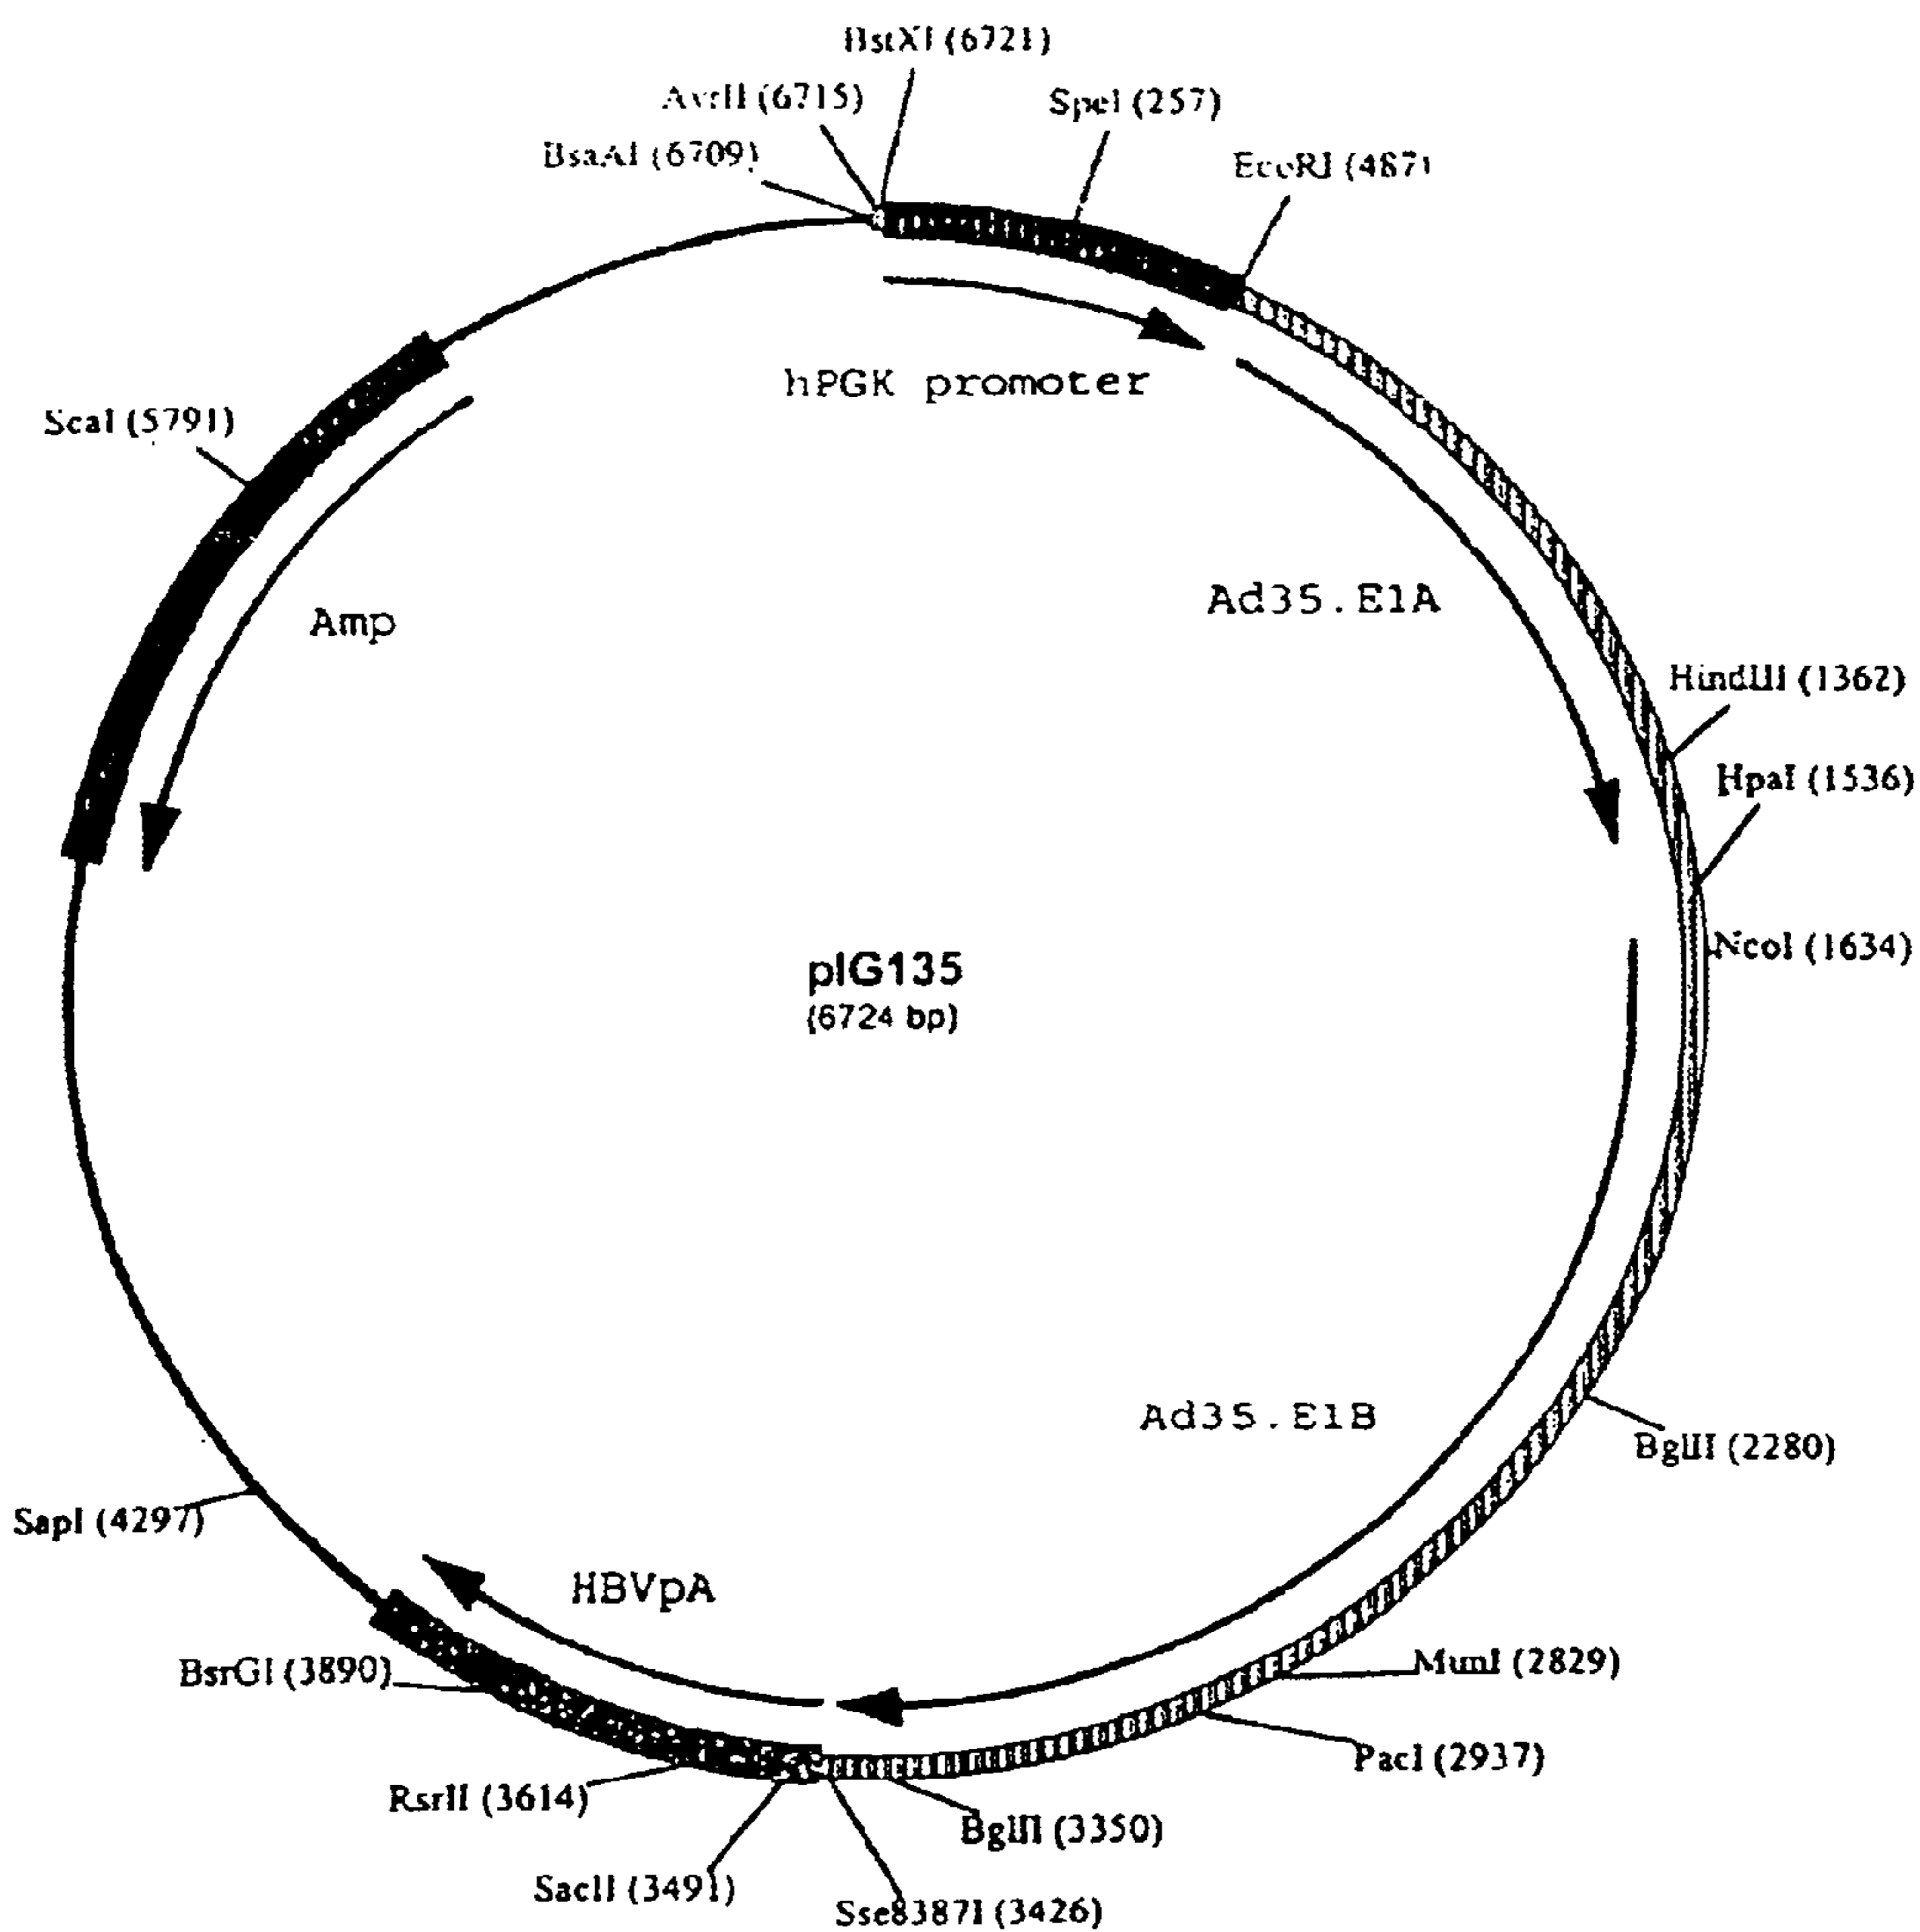 BstXI (6721)
AvrII (6715)
SpeI (257)
BsaAI (6709)
EcoRI (487)
hPGK promoter
ScaI (5791)
Ad35.E1A
Amp
HindIII (1362)
HpaI (1536)
NcoI (1634)
pIG135
(6724 bp)
Ad35.E1B
BglII (2280)
SapI (4297)
HBVpA
BsrGI (3890)
MunI (2829)
PacI (2937)
RsrII (3614)
BglII (3350)
SacII (3491)
Sse8387I (3426)